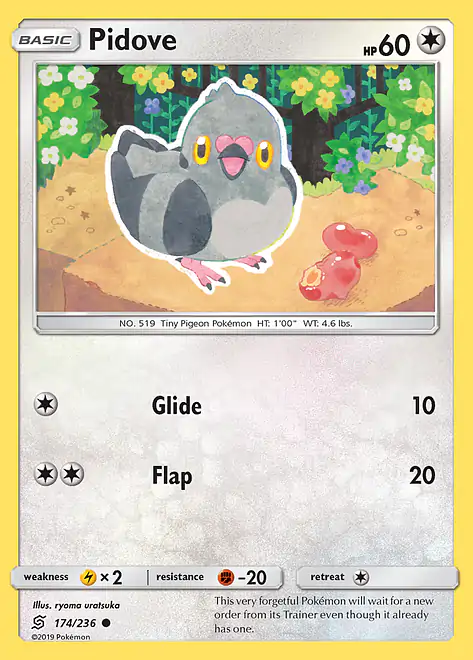 BASIC Pidove HP 60
NO. 519 Tiny Pigeon Pokémon HT: 1'00" WT: 4.6 lbs.
Glide 10
Flap 20
weakness × 2 resistance -20 retreat
Illus. ryoma uratsuka
174/236
©2019 Pokémon
This very forgetful Pokémon will wait for a new
order from its Trainer even though it already
has one.